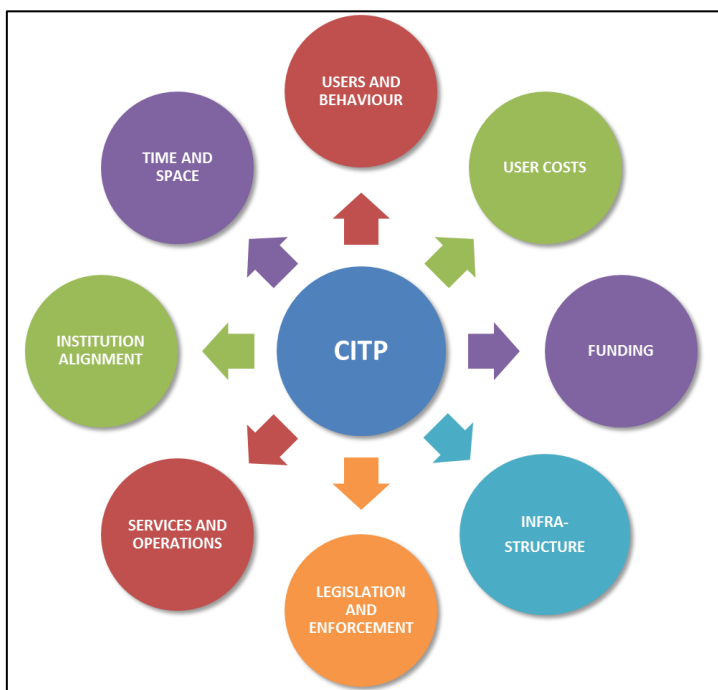 USERS AND
BEHAVIOUR
TIME AND
SPACE
USER COSTS
INSTITUTION
ALIGNMENT
CITP
FUNDING
SERVICES AND
OPERATIONS
INFRA-
STRUCTURE
LEGISLATION
AND
ENFORCEMENT